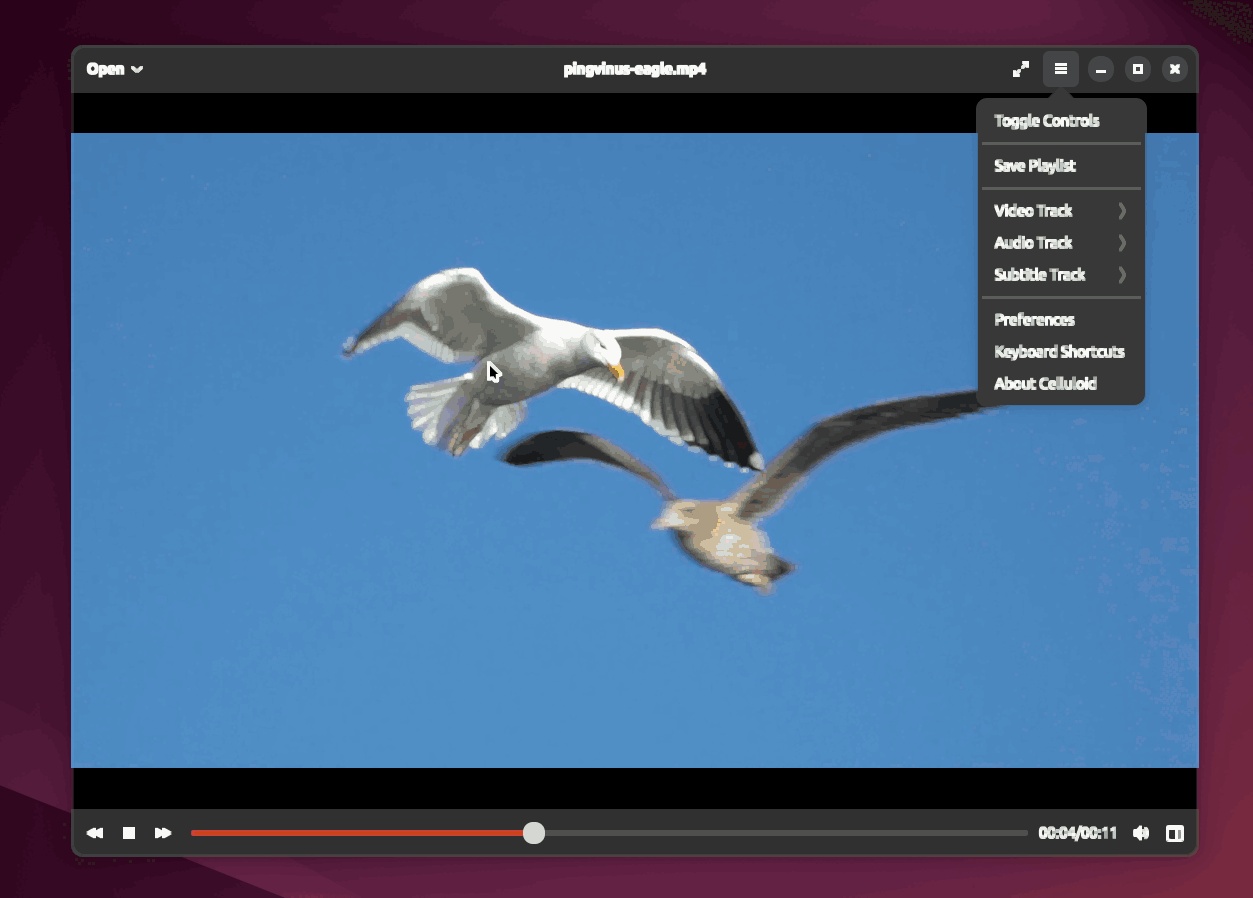 Open
pingvinus-eagle.mp4
Toggle Controls
Save Playlist
Video Track
Audio Track
Subtitle Track
Preferences
Keyboard Shortcuts
About Celluloid
00:04/00:11